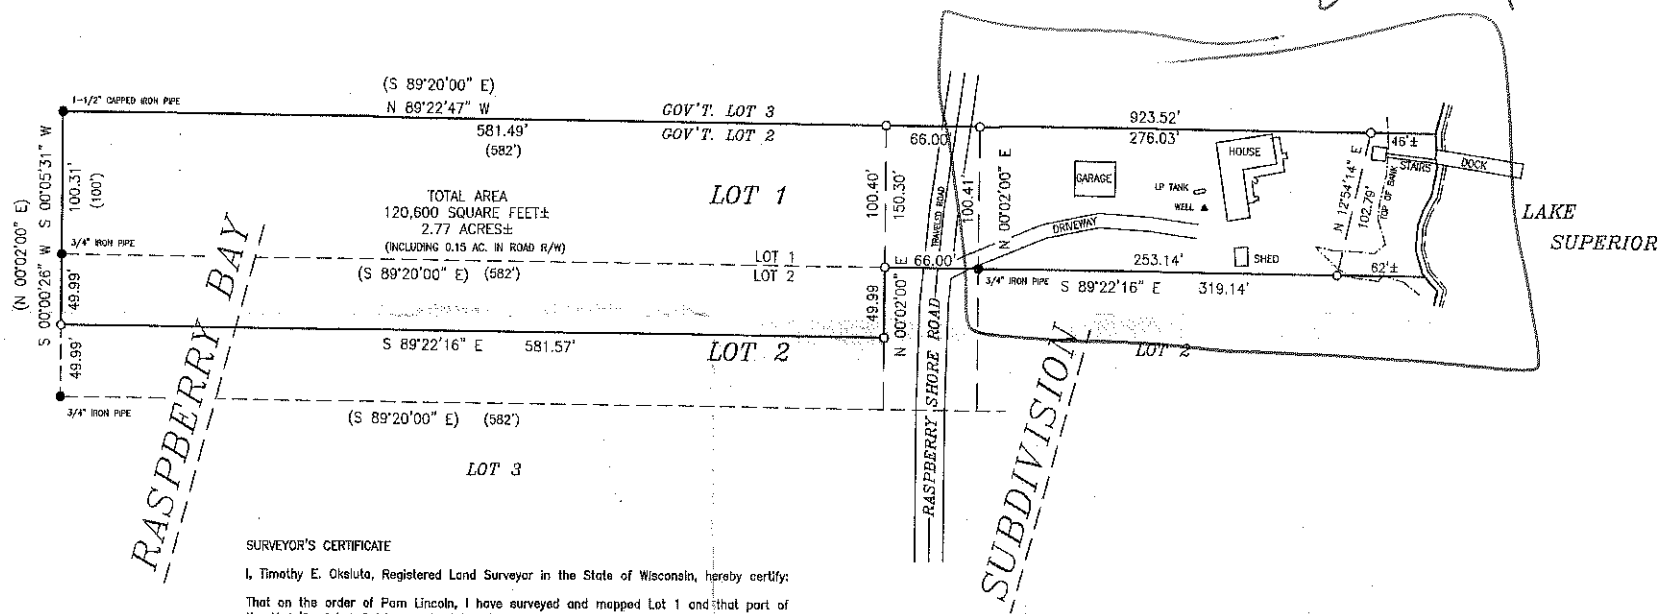 (S 89°20'00" E)
1-1/2" CAPPED IRON PIPE
N 89°22'47" W
GOV'T. LOT 3
581.49'
GOV'T. LOT 2
(582')
66.00'
923.52'
276.03'
46'±
HOUSE
STAIRS
DOCK
GARAGE
LP TANK
WELL
N 12°54'14" E
102.79'
TOP OF BANK
LAKE
SUPERIOR
TOTAL AREA
120,600 SQUARE FEET±
2.77 ACRES±
(INCLUDING 0.15 AC. IN ROAD R/W)
LOT 1
100.40'
150.30'
TRAVELED ROAD
100.41'
N 00°02'00" E
DRIVEWAY
(N 00°02'00" E)
S 00°05'31" W
100.31'
(100')
3/4" IRON PIPE
LOT 1
LOT 2
(S 89°20'00" E) (582')
66.00'
253.14'
SHED
62'±
3/4" IRON PIPE
S 89°22'16" E 319.14'
S 00°00'26" W
49.99'
49.99
N 00°02'00" E
S 89°22'16" E 581.57'
LOT 2
LOT 2
49.99'
3/4" IRON PIPE
(S 89°20'00" E) (582')
RASPBERRY SHORE ROAD
LOT 3
RASPBERRY BAY
SUBDIVISION
SURVEYOR'S CERTIFICATE
I, Timothy E. Oksiuta, Registered Land Surveyor in the State of Wisconsin, hereby certify:
That on the order of Pam Lincoln, I have surveyed and mapped Lot 1 and that part of